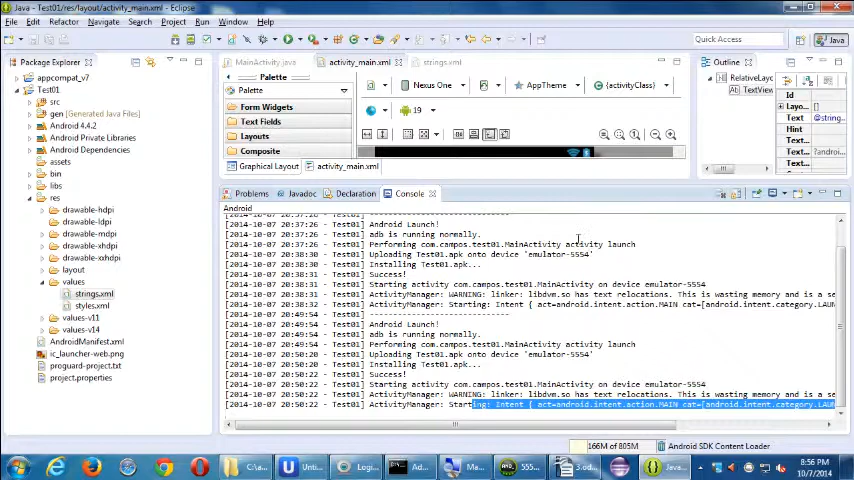 Java - Test01/res/layout/activity_main.xml - Eclipse
File Edit Refactor Navigate Search Project Run Window Help
Quick Access
Java
Package Explorer
appcompat_v7
Test01
src
gen [Generated Java Files]
Android 4.4.2
Android Private Libraries
Android Dependencies
assets
bin
libs
res
drawable-hdpi
drawable-ldpi
drawable-mdpi
drawable-xhdpi
drawable-xxhdpi
layout
values
strings.xml
styles.xml
values-v11
values-v14
AndroidManifest.xml
ic_launcher-web.png
proguard-project.txt
project.properties
MainActivity.java activity_main.xml strings.xml
Palette
Palette
Form Widgets
Text Fields
Layouts
Composite
Nexus One AppTheme {activityClass}
19
Graphical Layout activity_main.xml
Outline
RelativeLayo
TextView
Id
Layo... []
Text @string...
Hint
Text...
Text... ?androi...
Text...
Problems Javadoc Declaration Console
Android
[2014-10-07 20:37:26 - Test01] ------------------------------
[2014-10-07 20:37:26 - Test01] Android Launch!
[2014-10-07 20:37:26 - Test01] adb is running normally.
[2014-10-07 20:37:26 - Test01] Performing com.campos.test01.MainActivity activity launch
[2014-10-07 20:38:30 - Test01] Uploading Test01.apk onto device 'emulator-5554'
[2014-10-07 20:38:30 - Test01] Installing Test01.apk...
[2014-10-07 20:38:31 - Test01] Success!
[2014-10-07 20:38:31 - Test01] Starting activity com.campos.test01.MainActivity on device emulator-5554
[2014-10-07 20:38:31 - Test01] ActivityManager: WARNING: linker: libdvm.so has text relocations. This is wasting memory and is a se
[2014-10-07 20:38:32 - Test01] ActivityManager: Starting: Intent { act=android.intent.action.MAIN cat=[android.intent.category.LAUN
[2014-10-07 20:49:54 - Test01] ------------------------------
[2014-10-07 20:49:54 - Test01] Android Launch!
[2014-10-07 20:49:54 - Test01] adb is running normally.
[2014-10-07 20:49:54 - Test01] Performing com.campos.test01.MainActivity activity launch
[2014-10-07 20:50:20 - Test01] Uploading Test01.apk onto device 'emulator-5554'
[2014-10-07 20:50:20 - Test01] Installing Test01.apk...
[2014-10-07 20:50:22 - Test01] Success!
[2014-10-07 20:50:22 - Test01] Starting activity com.campos.test01.MainActivity on device emulator-5554
[2014-10-07 20:50:22 - Test01] ActivityManager: WARNING: linker: libdvm.so has text relocations. This is wasting memory and is a se
[2014-10-07 20:50:22 - Test01] ActivityManager: Starting: Intent { act=android.intent.action.MAIN cat=[android.intent.category.LAUN
166M of 805M Android SDK Content Loader
C:\a... Unti... Log... Ad... Ma... 555... 3.od... Java... 8:56 PM
10/7/2014